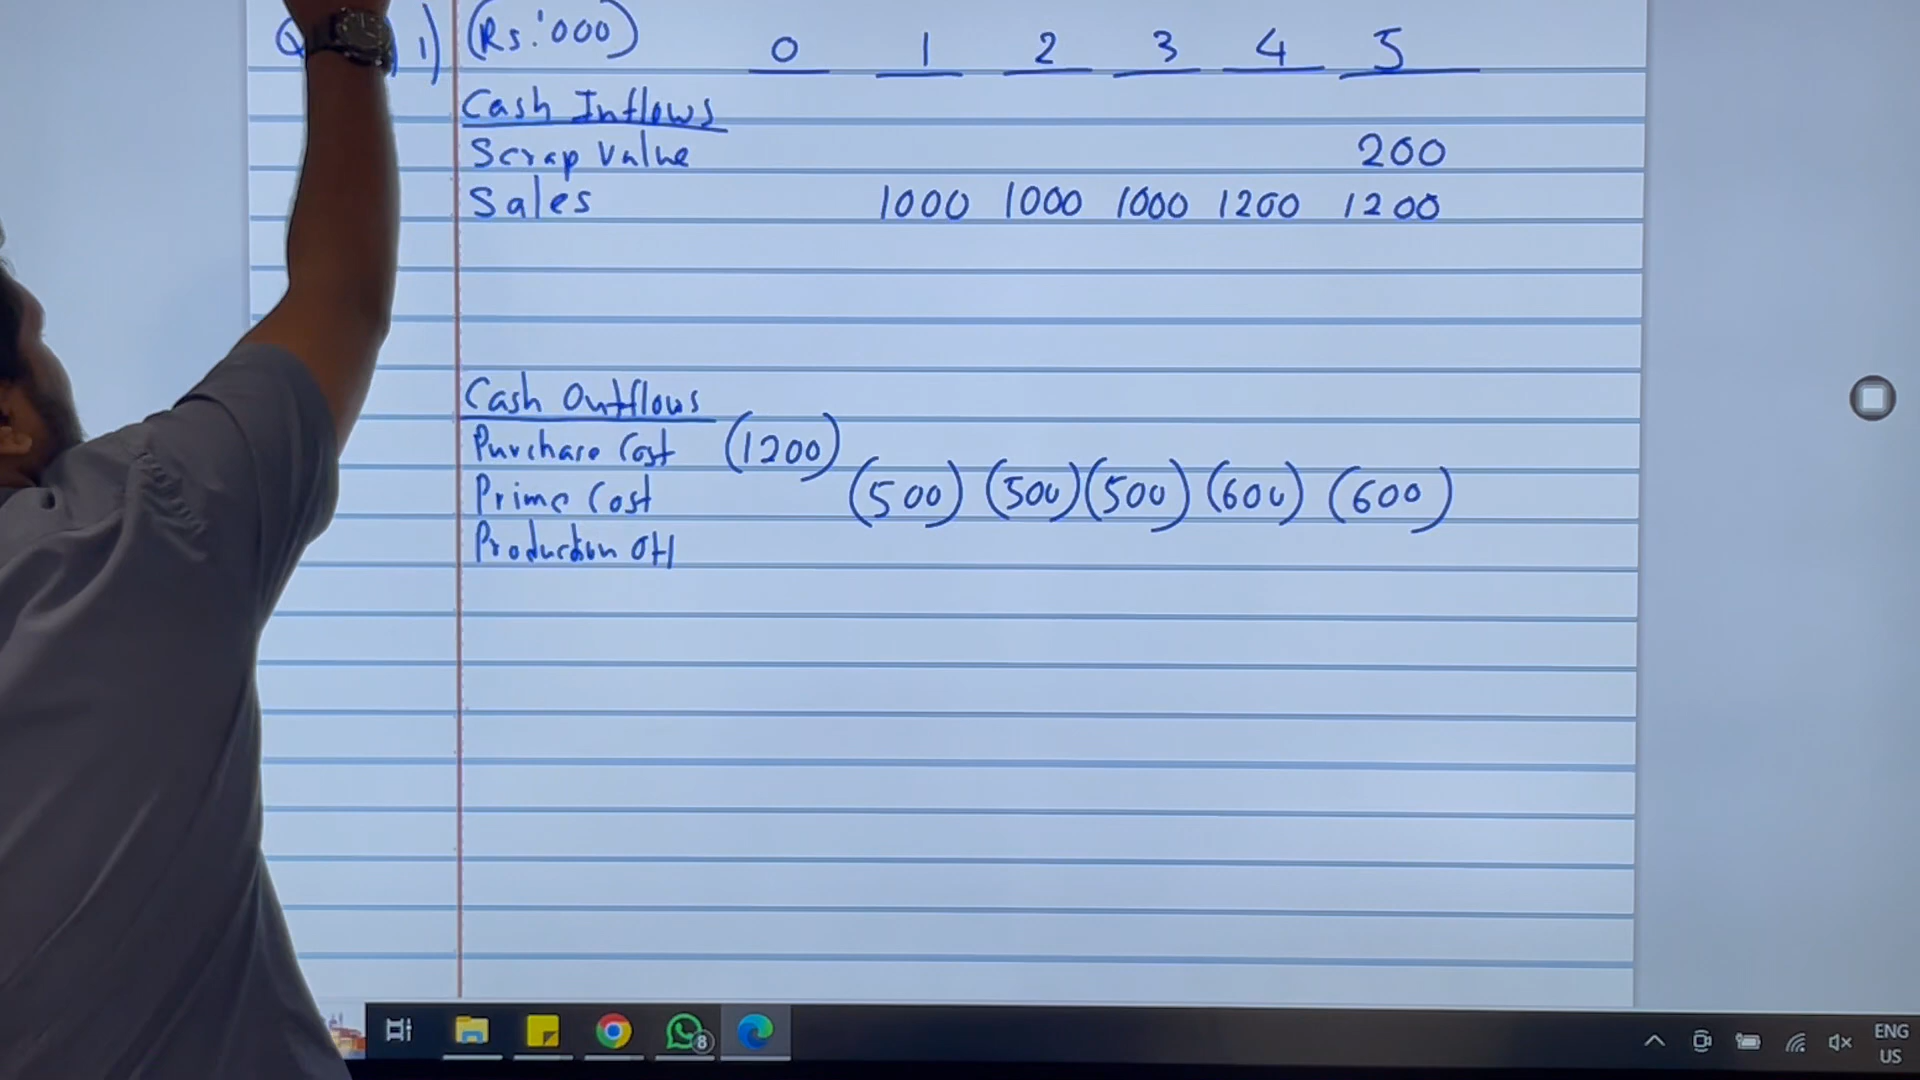 1) (Rs.'000) 0 1 2 3 4 5
Cash Inflows
Scrap Value 200
Sales 1000 1000 1000 1200 1200
Cash Outflows
Purchase Cost (1200)
Prime Cost (500) (500) (500) (600) (600)
Production OH
8
ENG
US